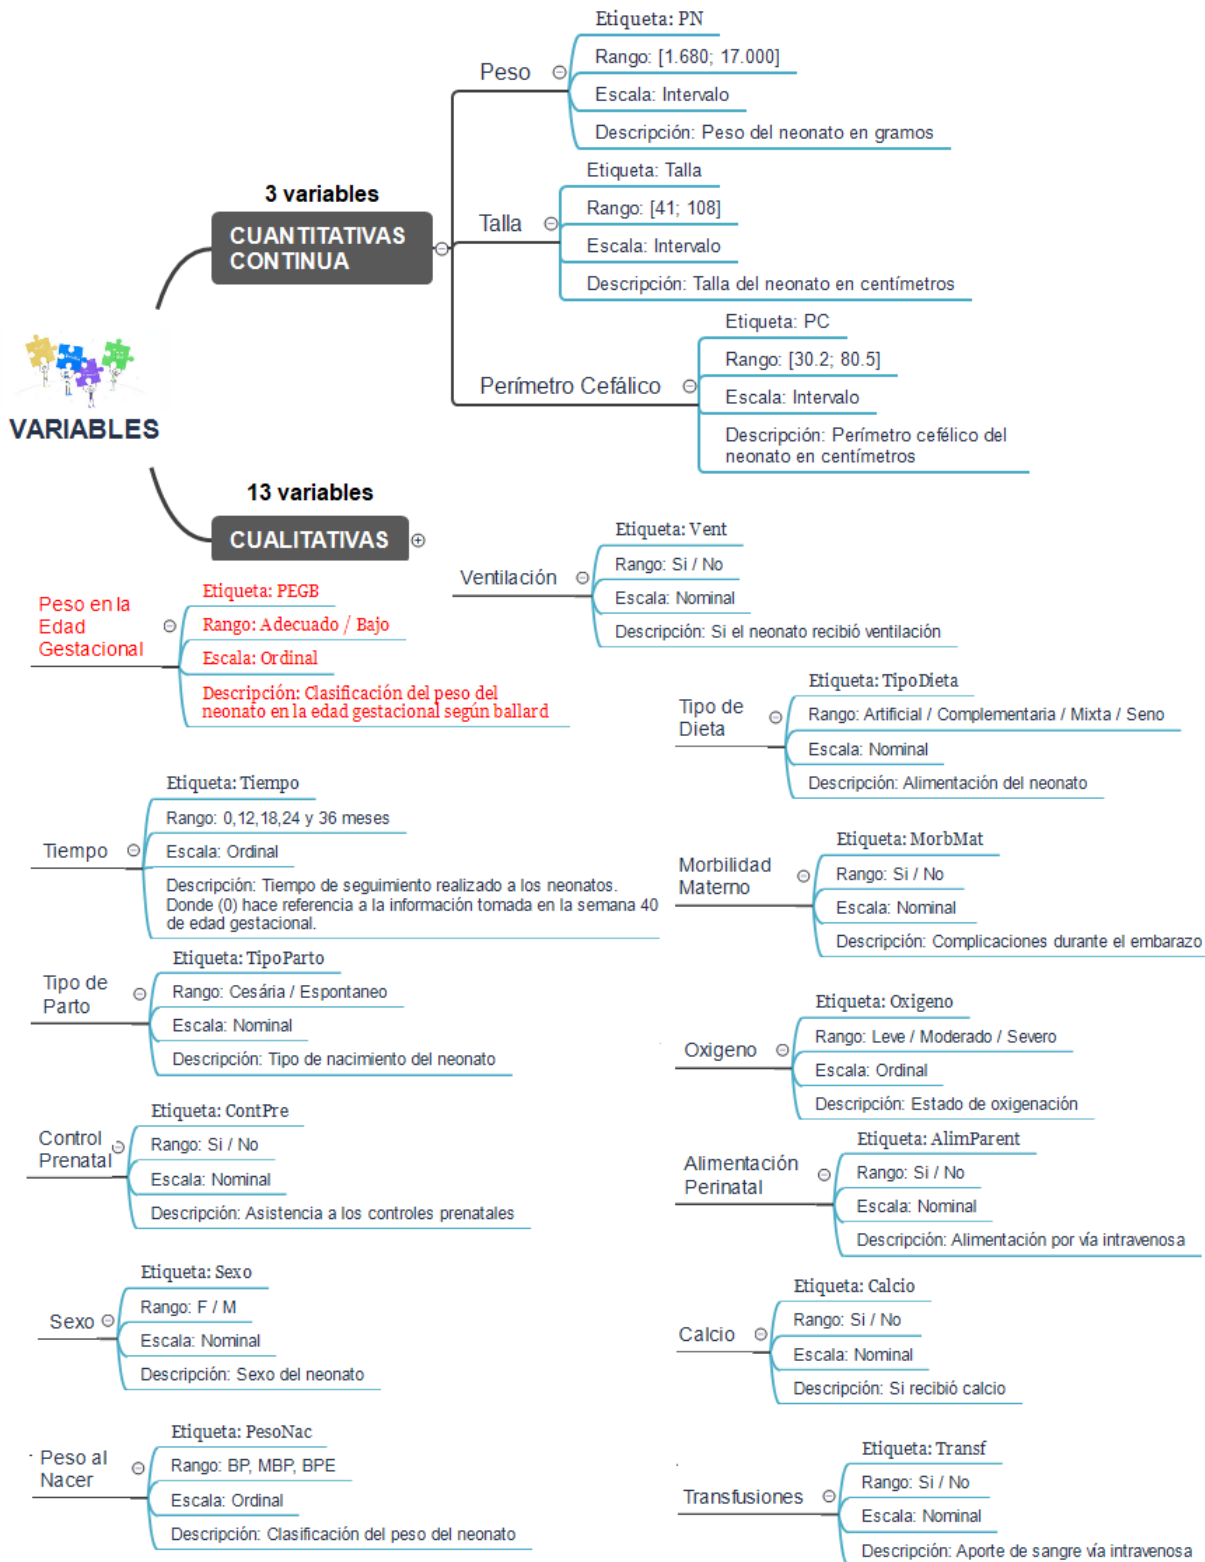 VARIABLES
3 variables
CUANTITATIVAS
CONTINUA
Peso
Etiqueta: PN
Rango: [1.680; 17.000]
Escala: Intervalo
Descripción: Peso del neonato en gramos
Talla
Etiqueta: Talla
Rango: [41; 108]
Escala: Intervalo
Descripción: Talla del neonato en centímetros
Perímetro Cefálico
Etiqueta: PC
Rango: [30.2; 80.5]
Escala: Intervalo
Descripción: Perímetro cefélico del
neonato en centímetros
13 variables
CUALITATIVAS
Peso en la
Edad
Gestacional
Etiqueta: PEGB
Rango: Adecuado / Bajo
Escala: Ordinal
Descripción: Clasificación del peso del
neonato en la edad gestacional según ballard
Tiempo
Etiqueta: Tiempo
Rango: 0,12,18,24 y 36 meses
Escala: Ordinal
Descripción: Tiempo de seguimiento realizado a los neonatos.
Donde (0) hace referencia a la información tomada en la semana 40
de edad gestacional.
Tipo de
Parto
Etiqueta: TipoParto
Rango: Cesária / Espontaneo
Escala: Nominal
Descripción: Tipo de nacimiento del neonato
Control
Prenatal
Etiqueta: ContPre
Rango: Si / No
Escala: Nominal
Descripción: Asistencia a los controles prenatales
Sexo
Etiqueta: Sexo
Rango: F / M
Escala: Nominal
Descripción: Sexo del neonato
Peso al
Nacer
Etiqueta: PesoNac
Rango: BP, MBP, BPE
Escala: Ordinal
Descripción: Clasificación del peso del neonato
Ventilación
Etiqueta: Vent
Rango: Si / No
Escala: Nominal
Descripción: Si el neonato recibió ventilación
Tipo de
Dieta
Etiqueta: TipoDieta
Rango: Artificial / Complementaria / Mixta / Seno
Escala: Nominal
Descripción: Alimentación del neonato
Morbilidad
Materno
Etiqueta: MorbMat
Rango: Si / No
Escala: Nominal
Descripción: Complicaciones durante el embarazo
Oxigeno
Etiqueta: Oxigeno
Rango: Leve / Moderado / Severo
Escala: Ordinal
Descripción: Estado de oxigenación
Alimentación
Perinatal
Etiqueta: AlimParent
Rango: Si / No
Escala: Nominal
Descripción: Alimentación por vía intravenosa
Calcio
Etiqueta: Calcio
Rango: Si / No
Escala: Nominal
Descripción: Si recibió calcio
Transfusiones
Etiqueta: Transf
Rango: Si / No
Escala: Nominal
Descripción: Aporte de sangre vía intravenosa